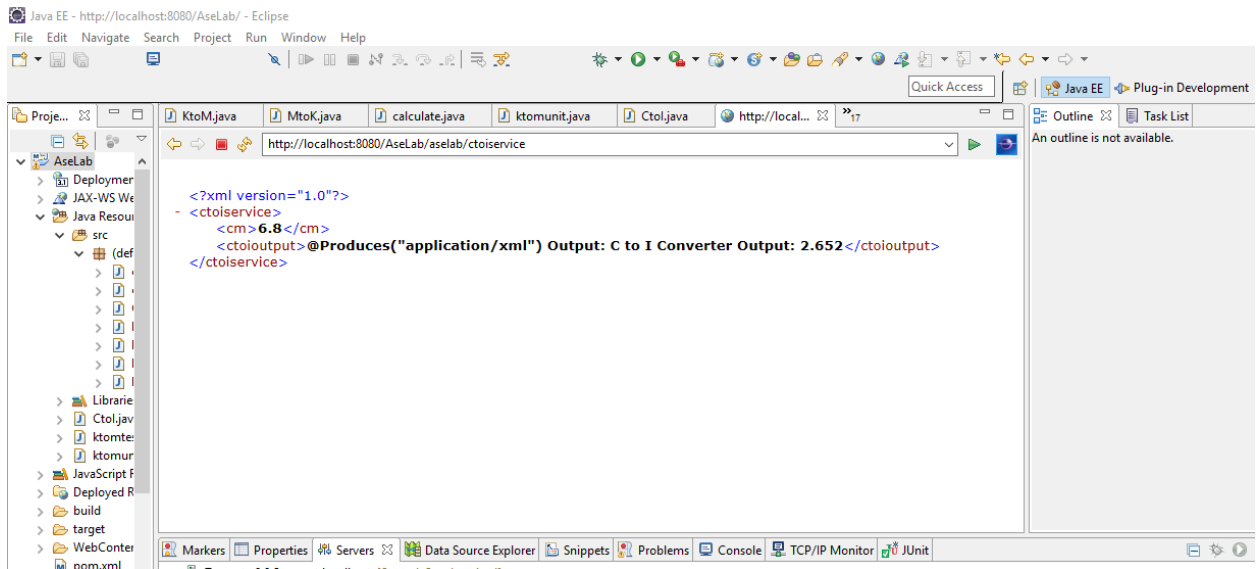 Java EE - http://localhost:8080/AseLab/ - Eclipse
File Edit Navigate Search Project Run Window Help
Quick Access Java EE Plug-in Development
Proje... KtoM.java MtoK.java calculate.java ktomunit.java CtoI.java http://local... »17 Outline Task List
http://localhost:8080/AseLab/aselab/ctoiservice
An outline is not available.
AseLab
Deploymer
JAX-WS We
Java Resour
src
(def
Librarie
CtoI.jav
ktomte
ktomur
JavaScript R
Deployed R
build
target
WebConter
pom.xml
<?xml version="1.0"?>
- <ctoiservice>
<cm>6.8</cm>
<ctoioutput>@Produces("application/xml") Output: C to I Converter Output: 2.652</ctoioutput>
</ctoiservice>
Markers Properties Servers Data Source Explorer Snippets Problems Console TCP/IP Monitor JUnit